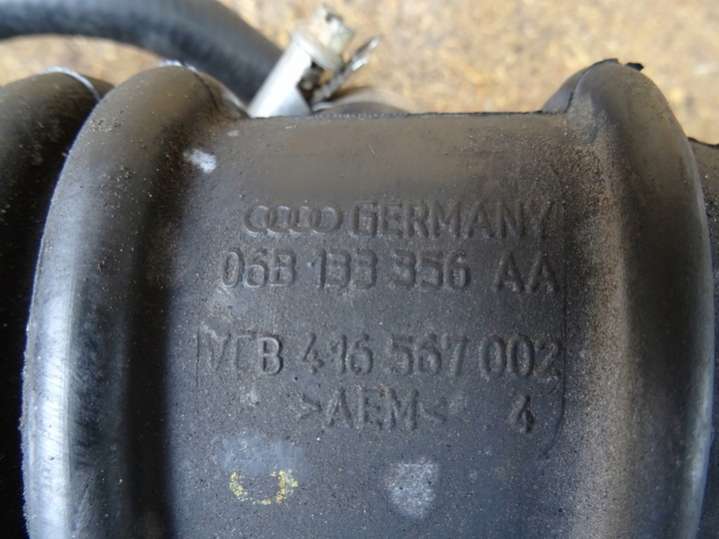 GERMANY
06B 133 356 AA
416 567 002
>AEM< 4